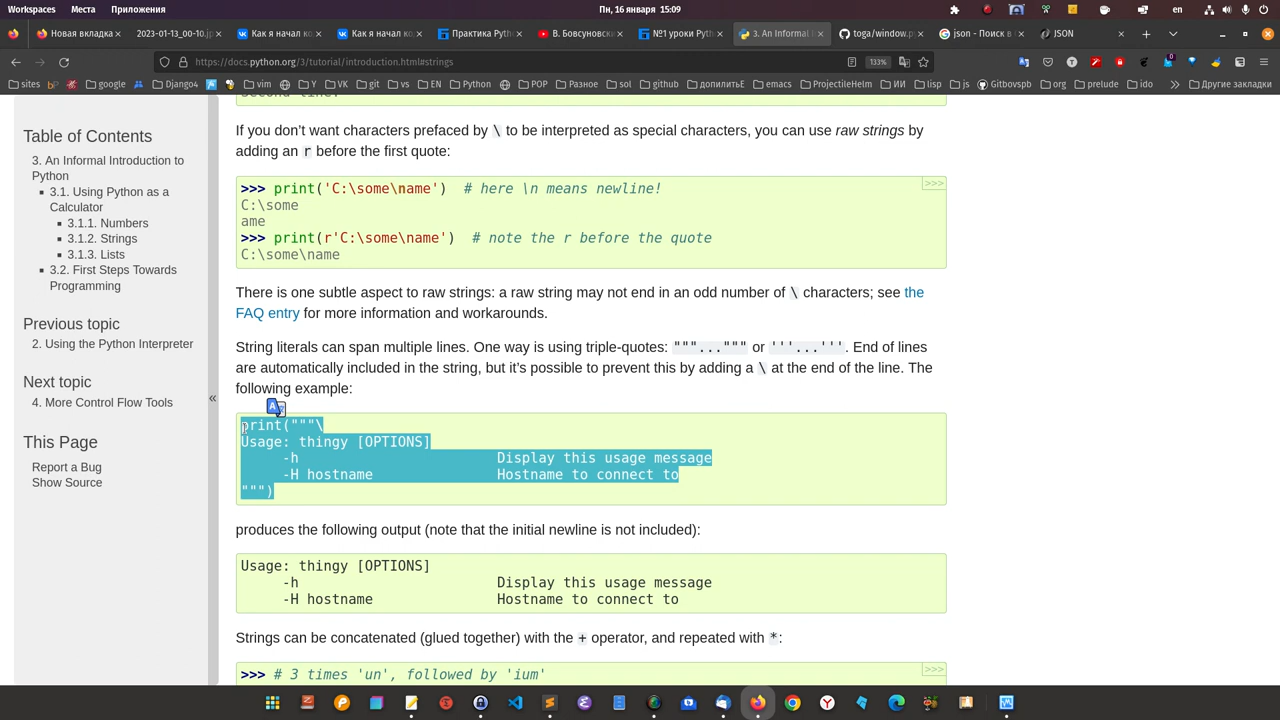 Workspaces Места Приложения Пн, 16 января 15:09 en
Новая вкладка 2023-01-13_00-10.jp Как я начал ко Как я начал ко Практика Pyth В. Бовсуновски №1 уроки Pyth 3. An Informal I toga/window.p json - Поиск в JSON
https://docs.python.org/3/tutorial/introduction.html#strings 133%
sites bp google Django4 vim VK git vs EN Python POP Разное sol github допилитьE emacs ProjectileHelm ИИ lisp js Gitbovspb org prelude ido Другие закладки
Second line.
If you don’t want characters prefaced by \ to be interpreted as special characters, you can use raw strings by
adding an r before the first quote:
>>> print('C:\some\name')  # here \n means newline!
>>>
C:\some
ame
>>> print(r'C:\some\name')  # note the r before the quote
C:\some\name
There is one subtle aspect to raw strings: a raw string may not end in an odd number of \ characters; see the
FAQ entry for more information and workarounds.
String literals can span multiple lines. One way is using triple-quotes: """...""" or '''...'''. End of lines
are automatically included in the string, but it’s possible to prevent this by adding a \ at the end of the line. The
following example:
print("""\
Usage: thingy [OPTIONS]
     -h                        Display this usage message
     -H hostname               Hostname to connect to
""")
produces the following output (note that the initial newline is not included):
Usage: thingy [OPTIONS]
     -h                        Display this usage message
     -H hostname               Hostname to connect to
Strings can be concatenated (glued together) with the + operator, and repeated with *:
>>> # 3 times 'un', followed by 'ium'
>>>
Table of Contents
3. An Informal Introduction to
Python
3.1. Using Python as a
Calculator
3.1.1. Numbers
3.1.2. Strings
3.1.3. Lists
3.2. First Steps Towards
Programming
Previous topic
2. Using the Python Interpreter
Next topic
4. More Control Flow Tools
This Page
Report a Bug
Show Source
«